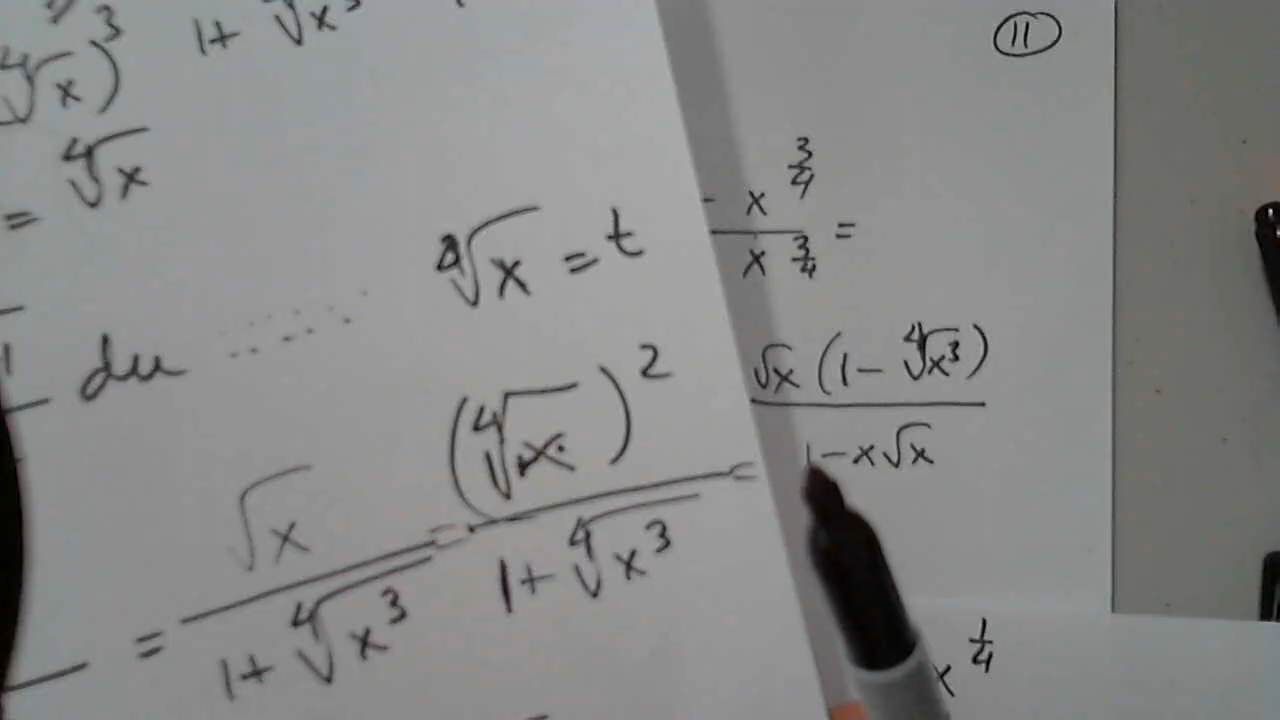 ∜x)³ 1+ ∜x³
= ∜x
∜x = t
du ........
= √x / (1+ ∜x³) = (∜x)² / (1+ ∜x³) =
11
- x^(3/4) / x^(3/4) =
√x (1- ∜x³) / (1-x√x)
x^(1/4)